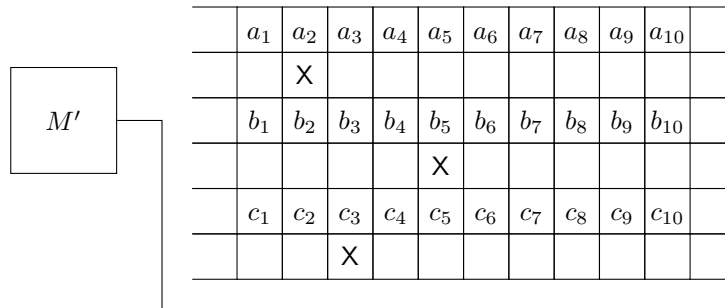 a₁ a₂ a₃ a₄ a₅ a₆ a₇ a₈ a₉ a₁₀
X
M′
b₁ b₂ b₃ b₄ b₅ b₆ b₇ b₈ b₉ b₁₀
X
c₁ c₂ c₃ c₄ c₅ c₆ c₇ c₈ c₉ c₁₀
X